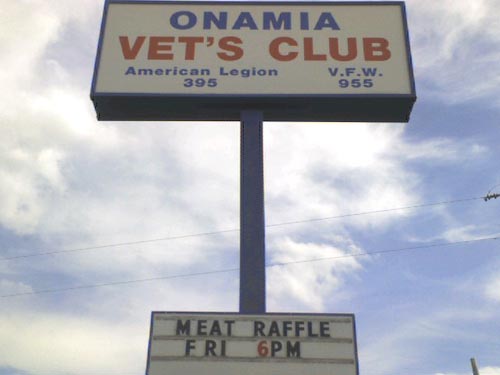 ONAMIA
VET'S CLUB
American Legion V.F.W.
395 955
MEAT RAFFLE
FRI 6PM